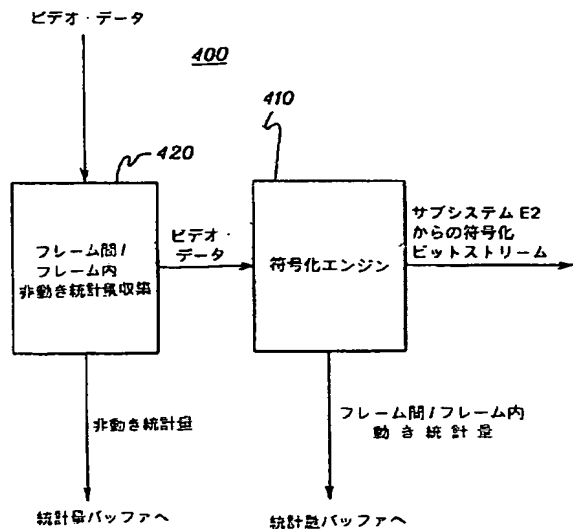 ビデオ・データ
400
410
420
フレーム間/
フレーム内
非動き統計量収集
ビデオ・
データ
符号化エンジン
サブシステムE2
からの符号化
ビットストリーム
非動き統計量
フレーム間/フレーム内
動き統計量
統計量バッファへ
統計量バッファへ